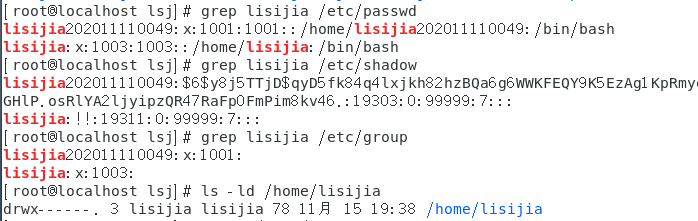 [root@localhost lsj]# grep lisijia /etc/passwd
lisijia202011110049:x:1001:1001::/home/lisijia202011110049:/bin/bash
lisijia:x:1003:1003::/home/lisijia:/bin/bash
[root@localhost lsj]# grep lisijia /etc/shadow
lisijia202011110049:$6$y8j5TTjD$qyD5fk84q4lxjkh82hzBQa6g6WWKFEQY9K5EzAg1KpRmy
GHlP.osRlYA2ljyipzQR47RaFp0FmPim8kv46.:19303:0:99999:7:::
lisijia:!!:19311:0:99999:7:::
[root@localhost lsj]# grep lisijia /etc/group
lisijia202011110049:x:1001:
lisijia:x:1003:
[root@localhost lsj]# ls -ld /home/lisijia
drwx------. 3 lisijia lisijia 78 11月 15 19:38 /home/lisijia